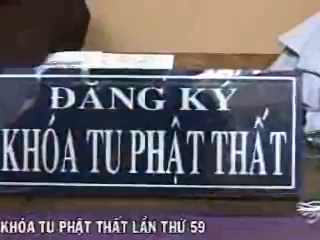 ĐĂNG KÝ
KHÓA TU PHẬT THẤT
KHÓA TU PHẬT THẤT LẦN THỨ 59